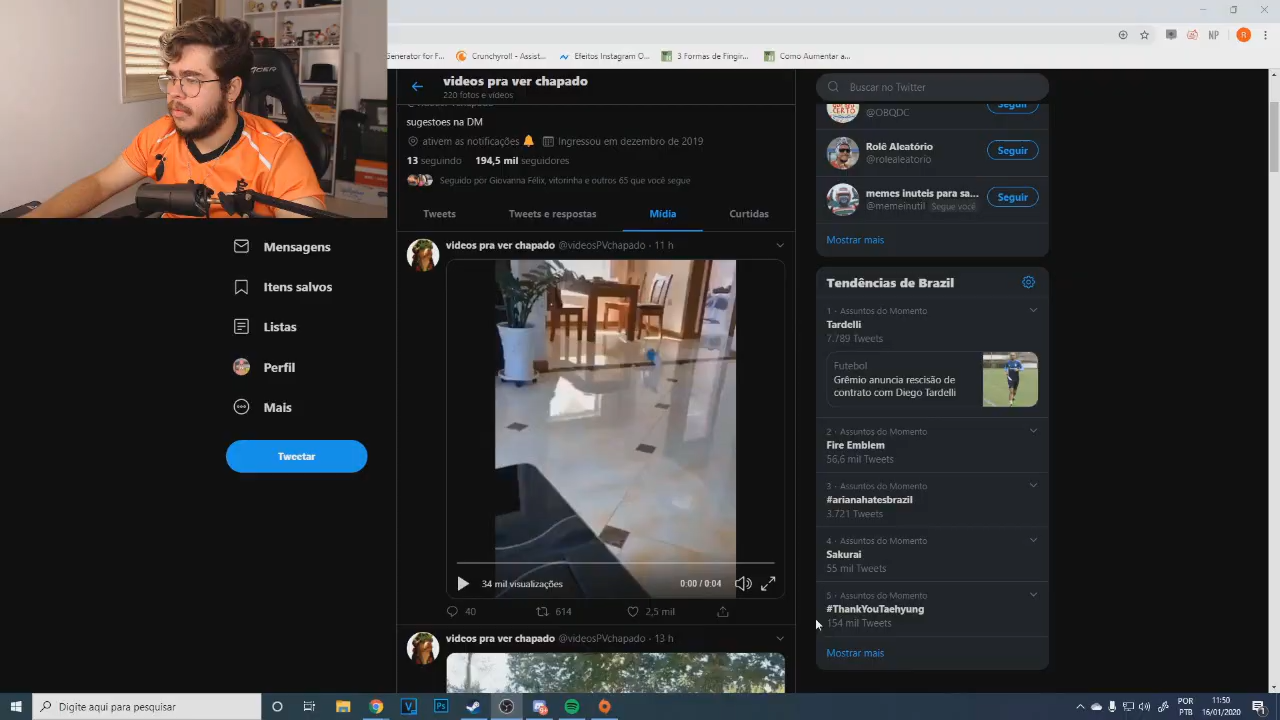 ACER
Generator for F...
Crunchyroll - Assist...
Efeitos Instagram O...
3 Formas de Fingir...
Como Aumentar a...
NP
R
videos pra ver chapado
220 fotos e vídeos
sugestoes na DM
ativem as notificações 🔔 Ingressou em dezembro de 2019
13 seguindo 194,5 mil seguidores
Seguido por Giovanna Félix, vitorinha e outros 65 que você segue
Tweets
Tweets e respostas
Mídia
Curtidas
videos pra ver chapado @videosPVchapado · 11 h
34 mil visualizações
0:00 / 0:04
40
614
2,5 mil
videos pra ver chapado @videosPVchapado · 13 h
Mensagens
Itens salvos
Listas
Perfil
Mais
Tweetar
Buscar no Twitter
CERTO
@OBQDC
Seguir
Rolê Aleatório
@rolealeatorio
Seguir
memes inuteis para sa...
@memeinutil Segue você
Seguir
Mostrar mais
Tendências de Brazil
1 · Assuntos do Momento
Tardelli
7.789 Tweets
Futebol
Grêmio anuncia rescisão de
contrato com Diego Tardelli
2 · Assuntos do Momento
Fire Emblem
56,6 mil Tweets
3 · Assuntos do Momento
#arianahatesbrazil
3.721 Tweets
4 · Assuntos do Momento
Sakurai
55 mil Tweets
5 · Assuntos do Momento
#ThankYouTaehyung
154 mil Tweets
Mostrar mais
Digite aqui para pesquisar
V
Ps
POR
PTB
11:50
16/01/2020